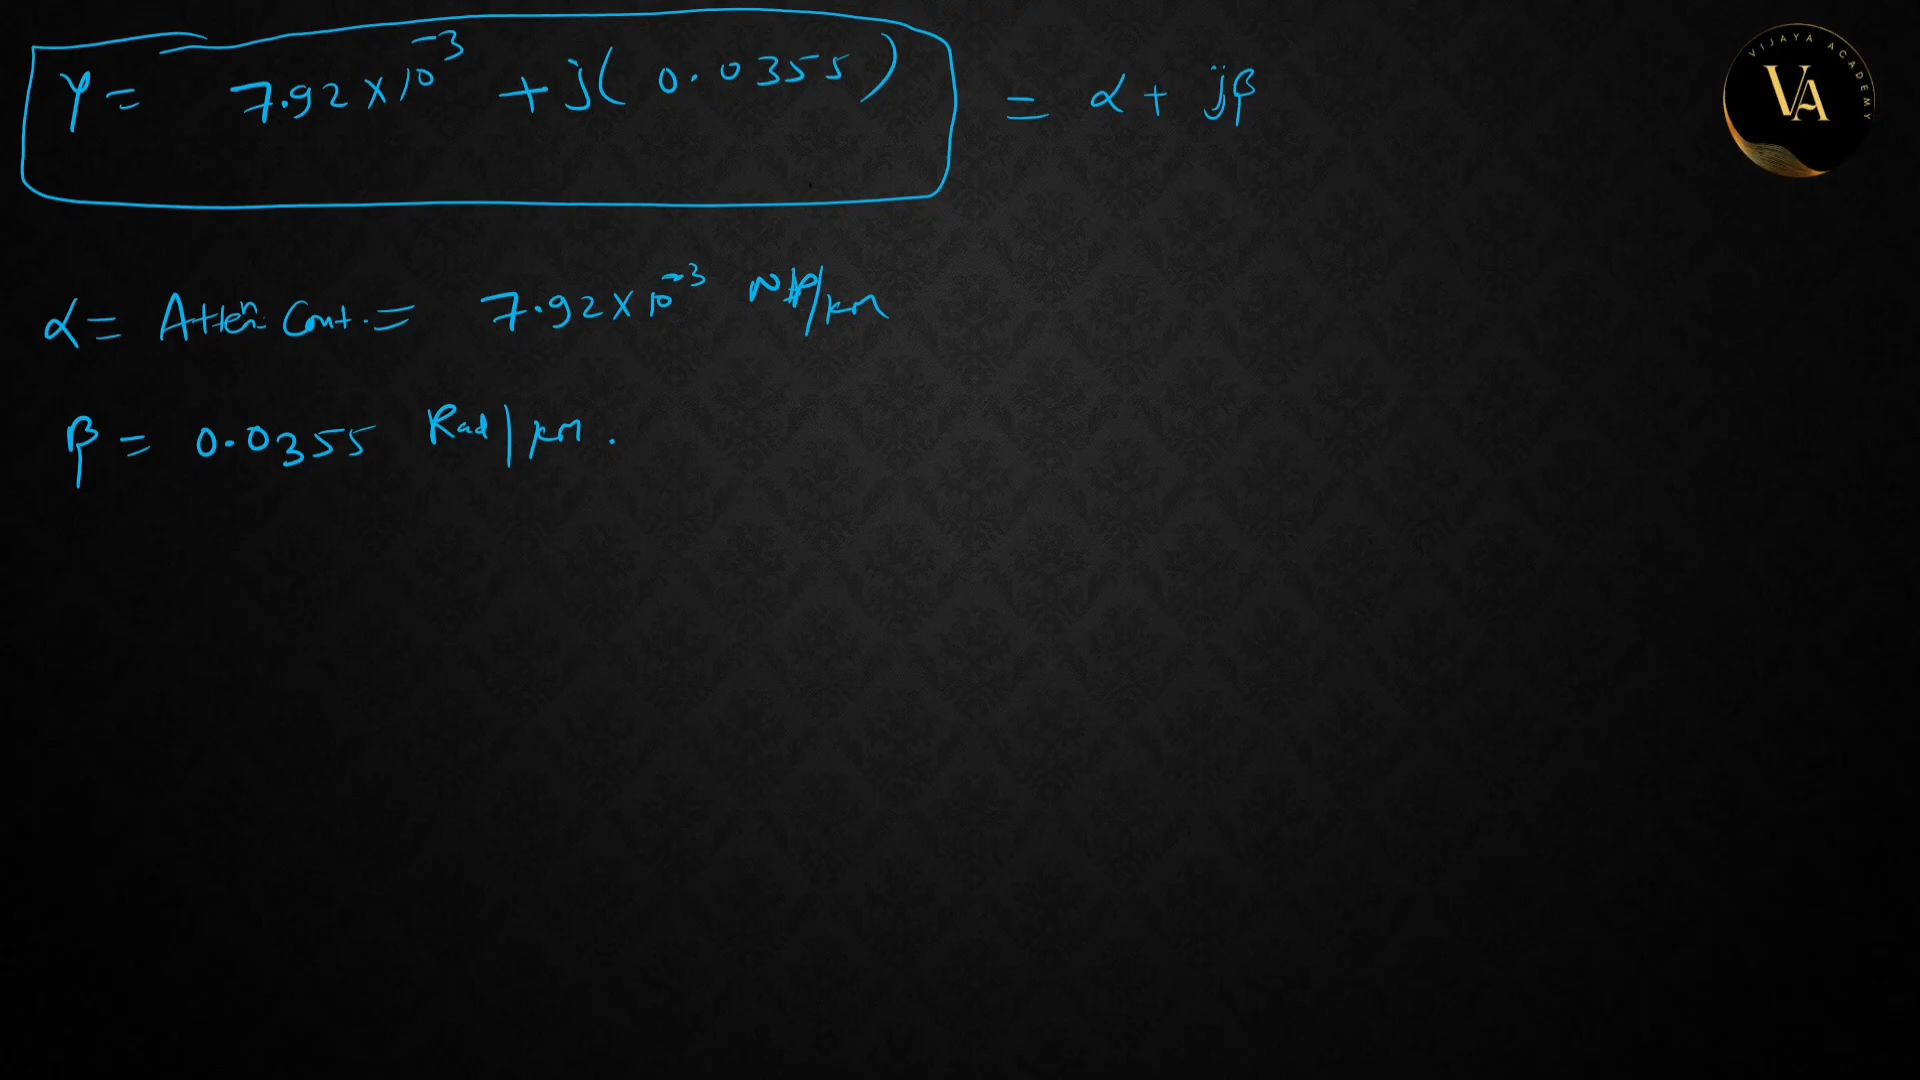 γ = 7.92 × 10⁻³ + j( 0.0355 ) = α + jβ
VIJAYA ACADEMY
VA
α = Atten. Cont. = 7.92 × 10⁻³ NP/km
β = 0.0355 Rad/km.